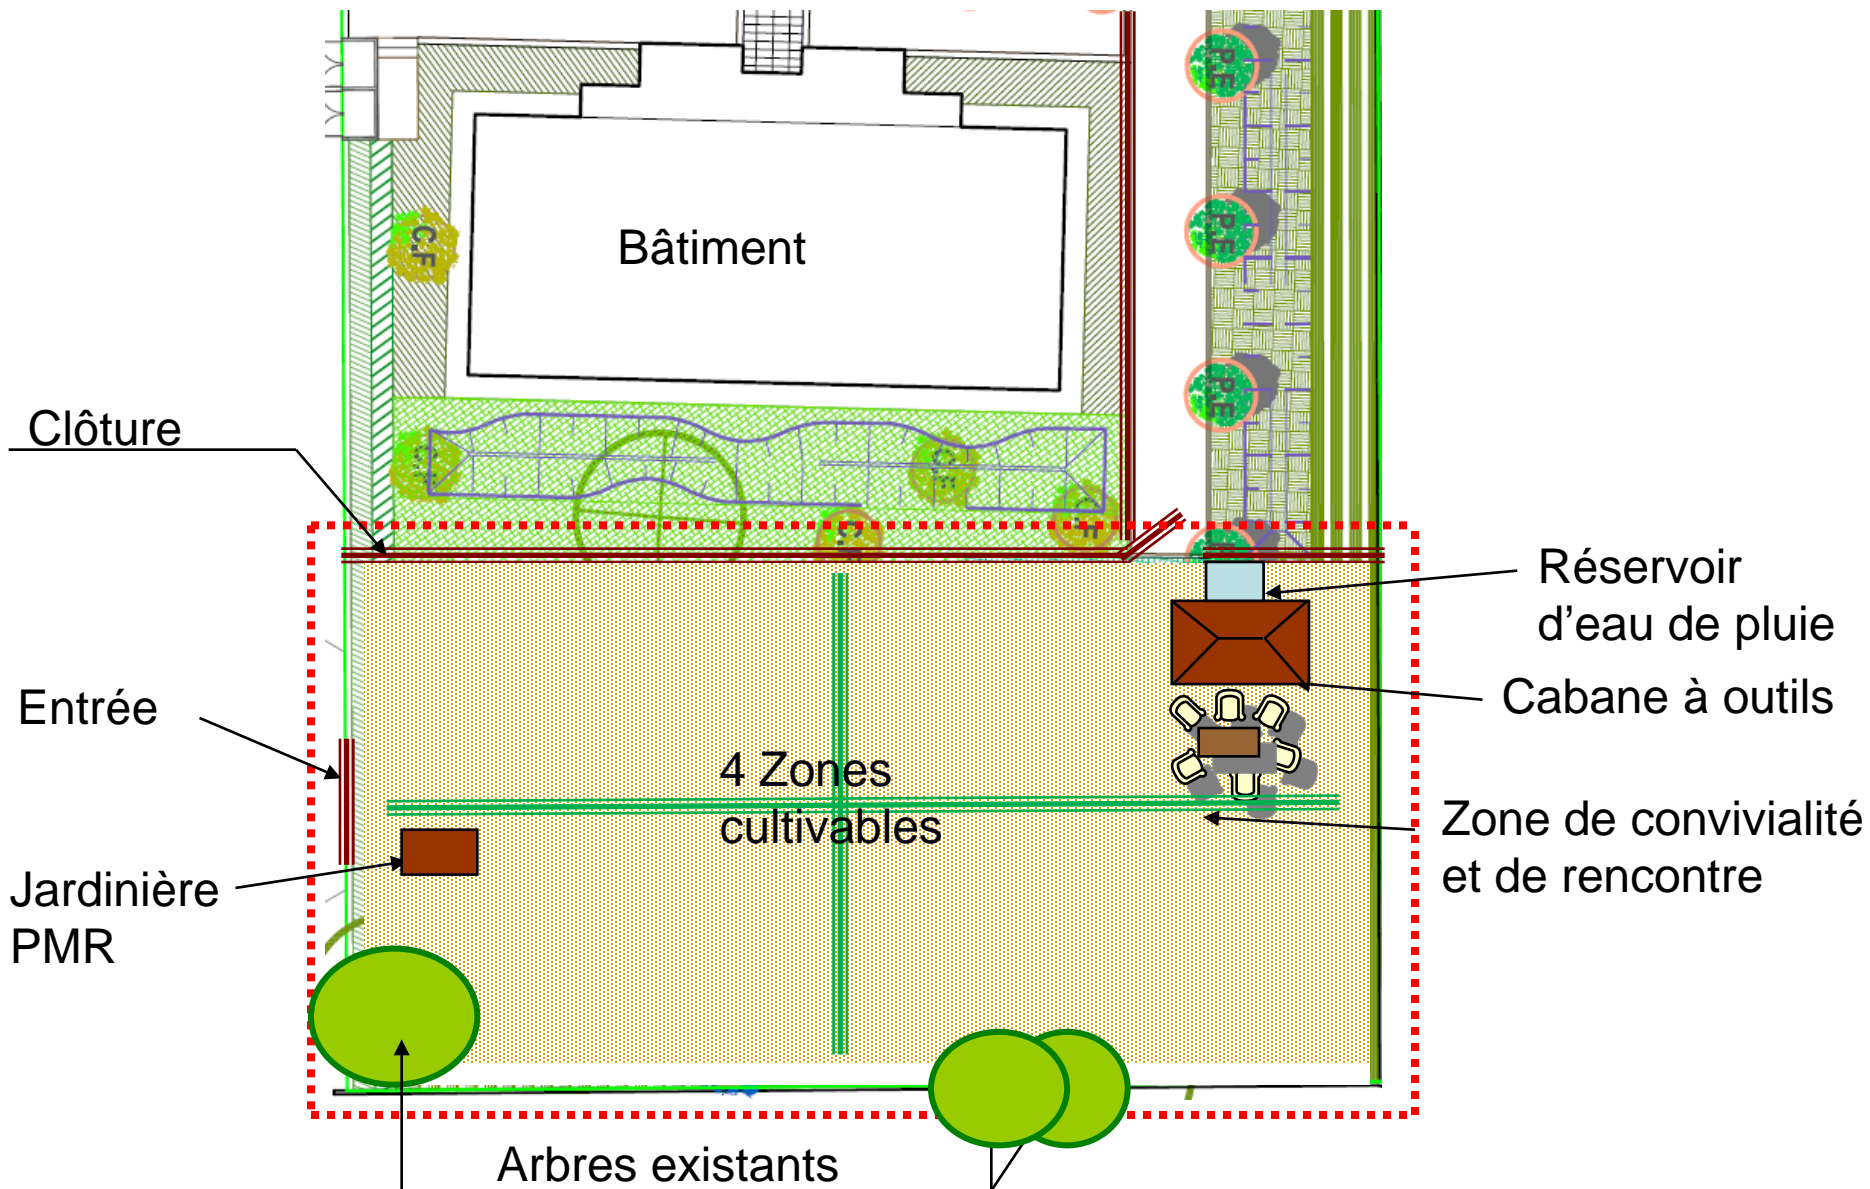 P.E
C.F
Bâtiment
P.E
P.E
Clôture
C.F
C.F
C.F
P.E
Réservoir
d'eau de pluie
Entrée
Cabane à outils
4 Zones
cultivables
Zone de convivialité
et de rencontre
Jardinière
PMR
Arbres existants